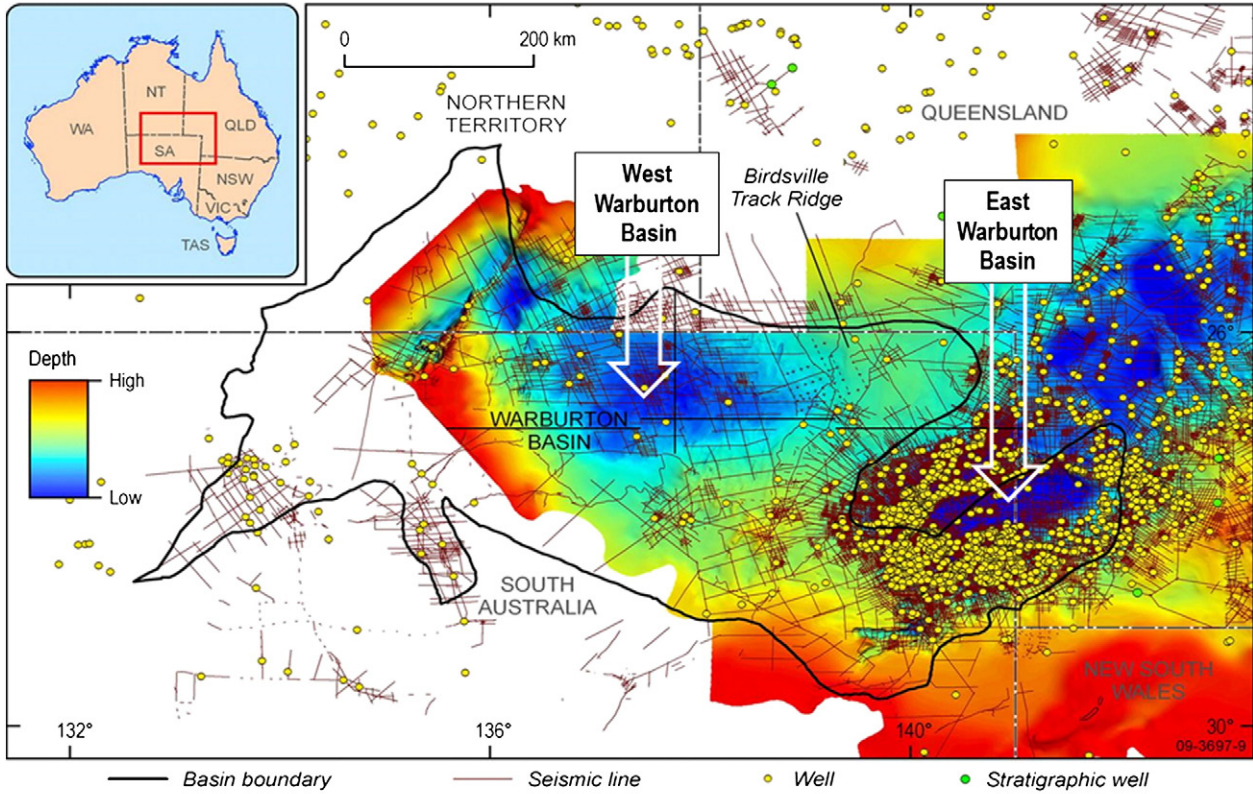 NT
WA
QLD
SA
NSW
VIC
TAS
0
200 km
NORTHERN
TERRITORY
QUEENSLAND
West
Warburton
Basin
Birdsville
Track Ridge
East
Warburton
Basin
26°
Depth
High
Low
WARBURTON
BASIN
SOUTH
AUSTRALIA
NEW SOUTH
WALES
132°
136°
140°
30°
09-3697-9
Basin boundary
Seismic line
Well
Stratigraphic well